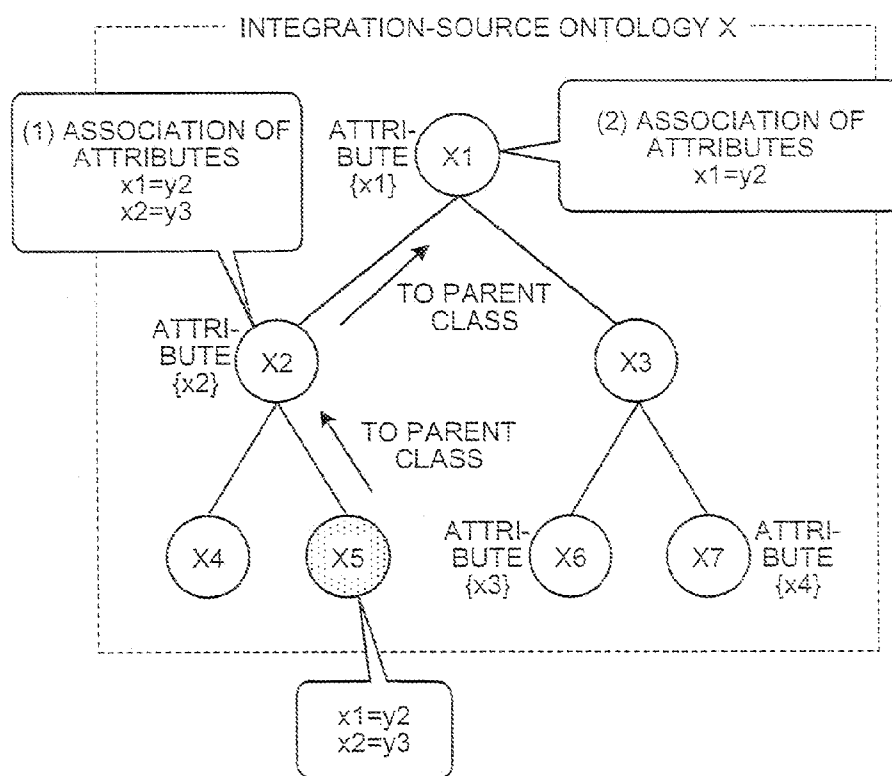 INTEGRATION-SOURCE ONTOLOGY X
(1) ASSOCIATION OF
ATTRIBUTES
x1=y2
x2=y3
ATTRI-
BUTE
{x1}
X1
(2) ASSOCIATION OF
ATTRIBUTES
x1=y2
TO PARENT
CLASS
ATTRI-
BUTE
{x2}
X2
X3
TO PARENT
CLASS
X4
X5
ATTRI-
BUTE
{x3}
X6
X7
ATTRI-
BUTE
{x4}
x1=y2
x2=y3